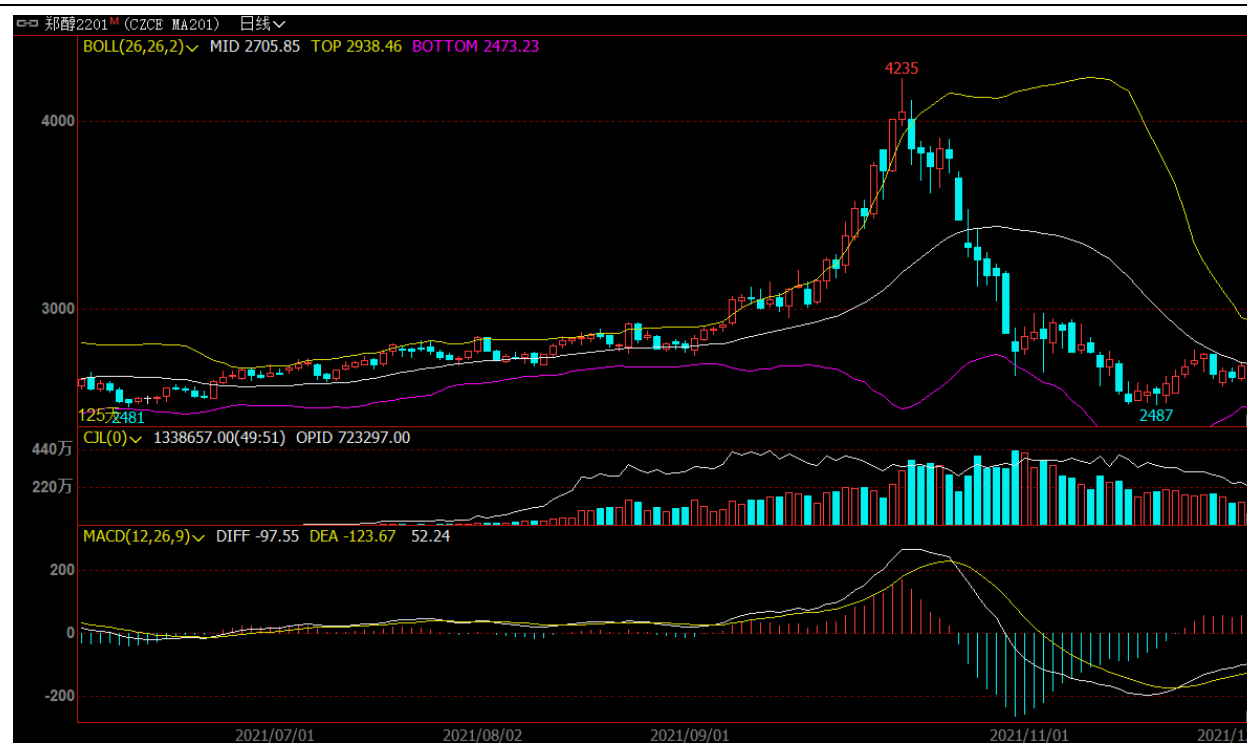 郑醇2201M (CZCE MA201) 日线
BOLL(26,26,2) MID 2705.85 TOP 2938.46 BOTTOM 2473.23
4235
4000
3000
125天 2481
2487
CJL(0) 1338657.00(49:51) OPID 723297.00
440万
220万
MACD(12,26,9) DIFF -97.55 DEA -123.67 52.24
200
0
-200
2021/07/01 2021/08/02 2021/09/01 2021/11/01 2021/1